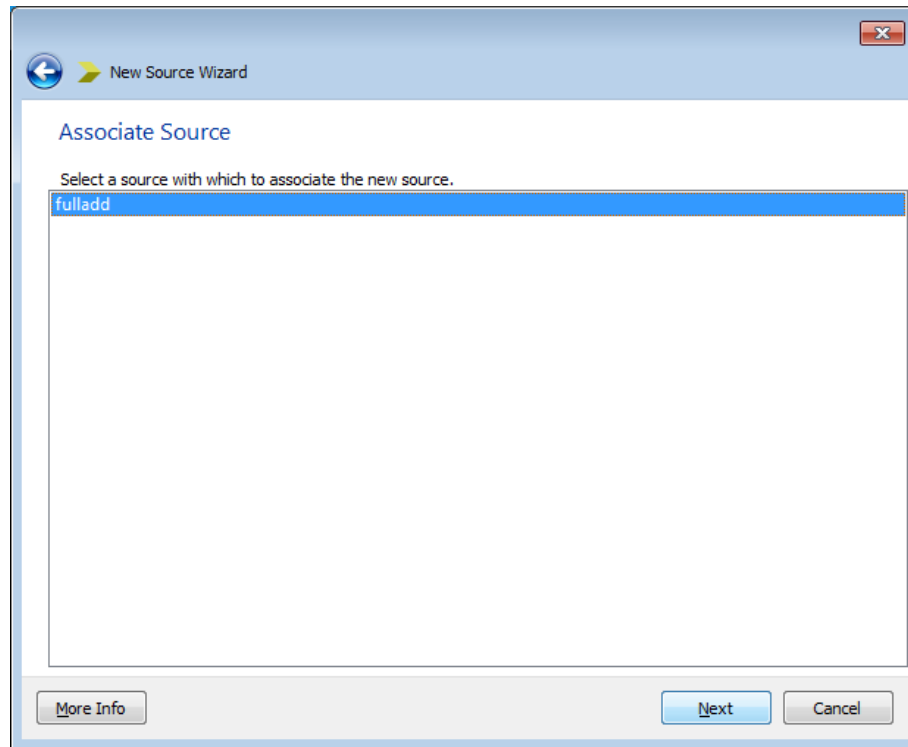 New Source Wizard
Associate Source
Select a source with which to associate the new source.
fulladd
More Info
Next
Cancel